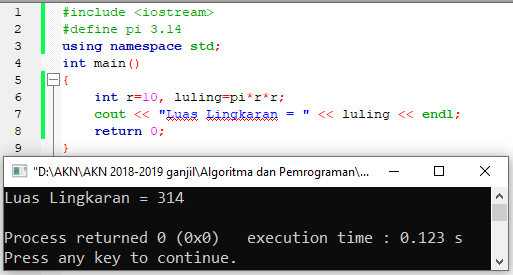 1 #include <iostream>
2 #define pi 3.14
3 using namespace std;
4 int main()
5 {
6 int r=10, luling=pi*r*r;
7 cout << "Luas Lingkaran = " << luling << endl;
8 return 0;
9 }
"D:\AKN\AKN 2018-2019 ganjil\Algoritma dan Pemrograman\...
Luas Lingkaran = 314
Process returned 0 (0x0)   execution time : 0.123 s
Press any key to continue.